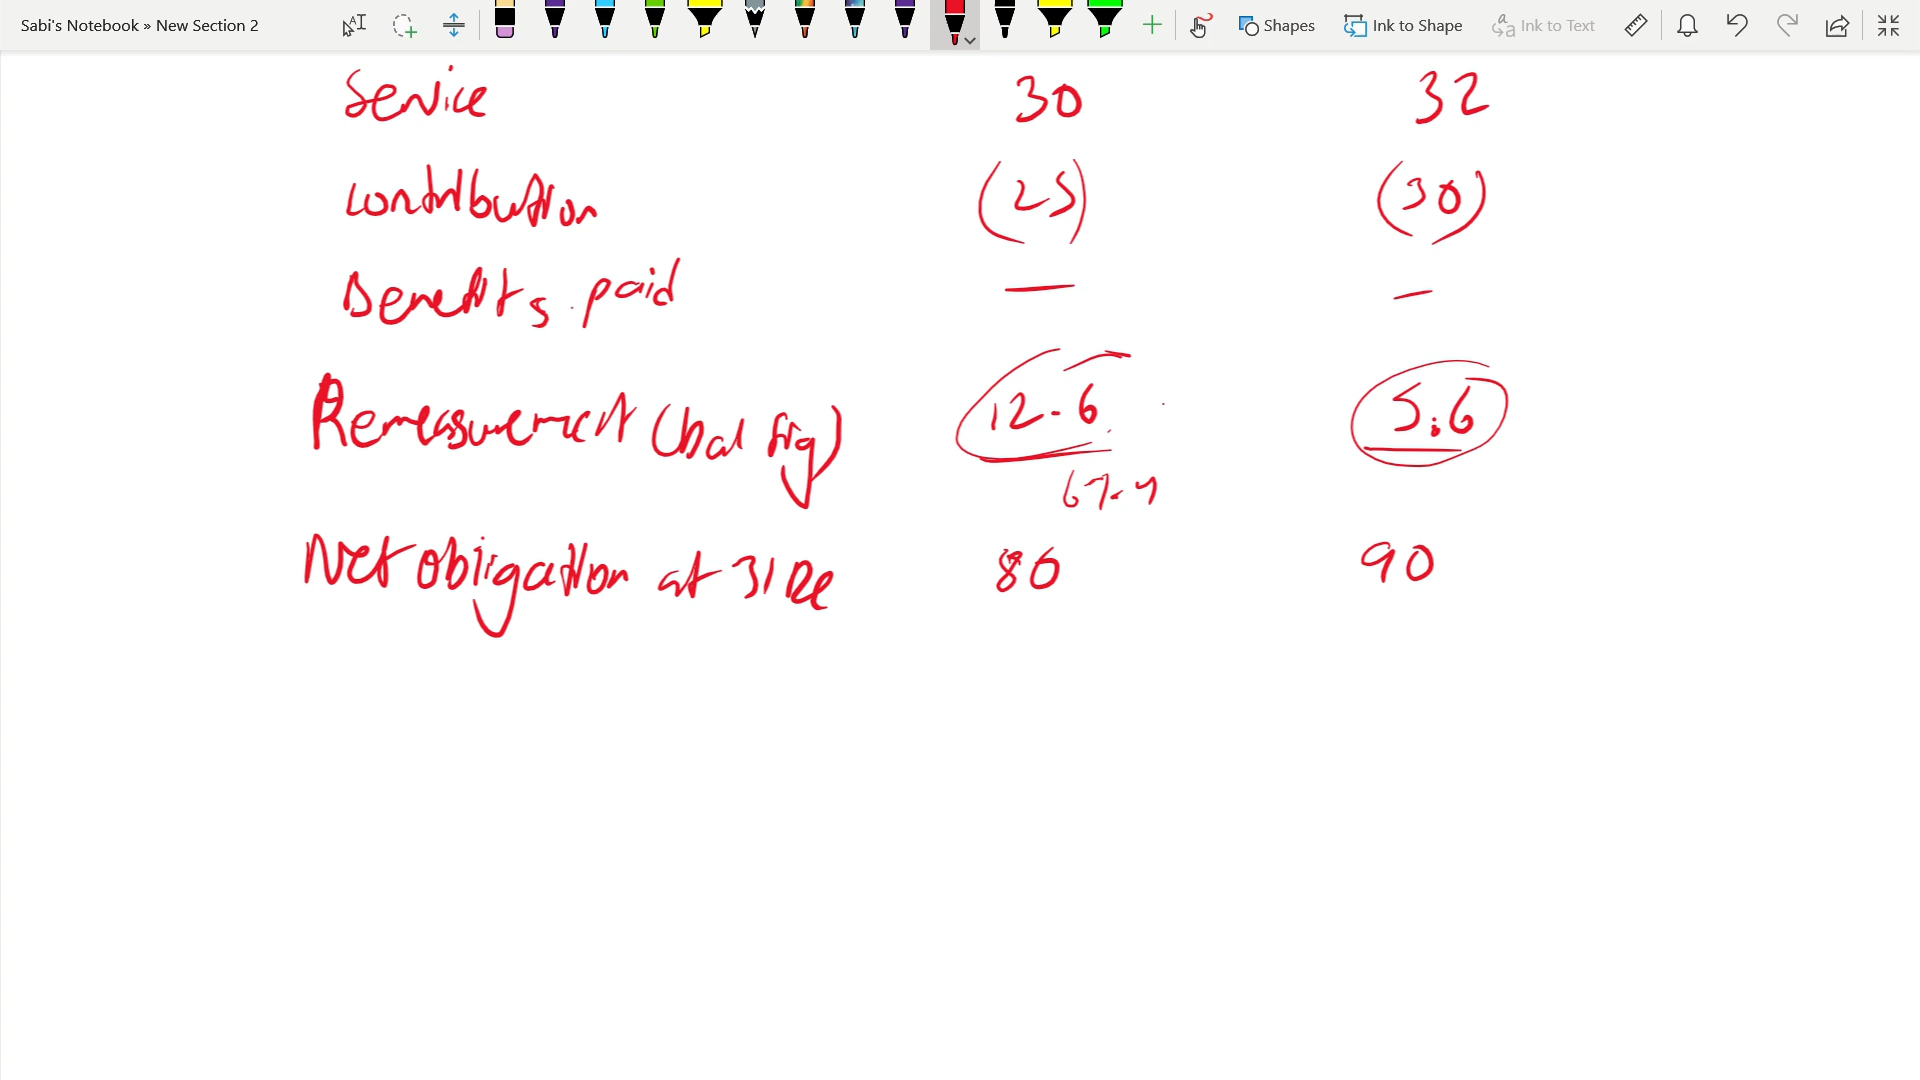 Sabi's Notebook » New Section 2 Shapes Ink to Shape Ink to Text
Service 30 32
contribution (25) (30)
Benefits paid — —
Remeasurement (bal fig) 12.6 5.6
67.4
Net obligation at 31 De 80 90